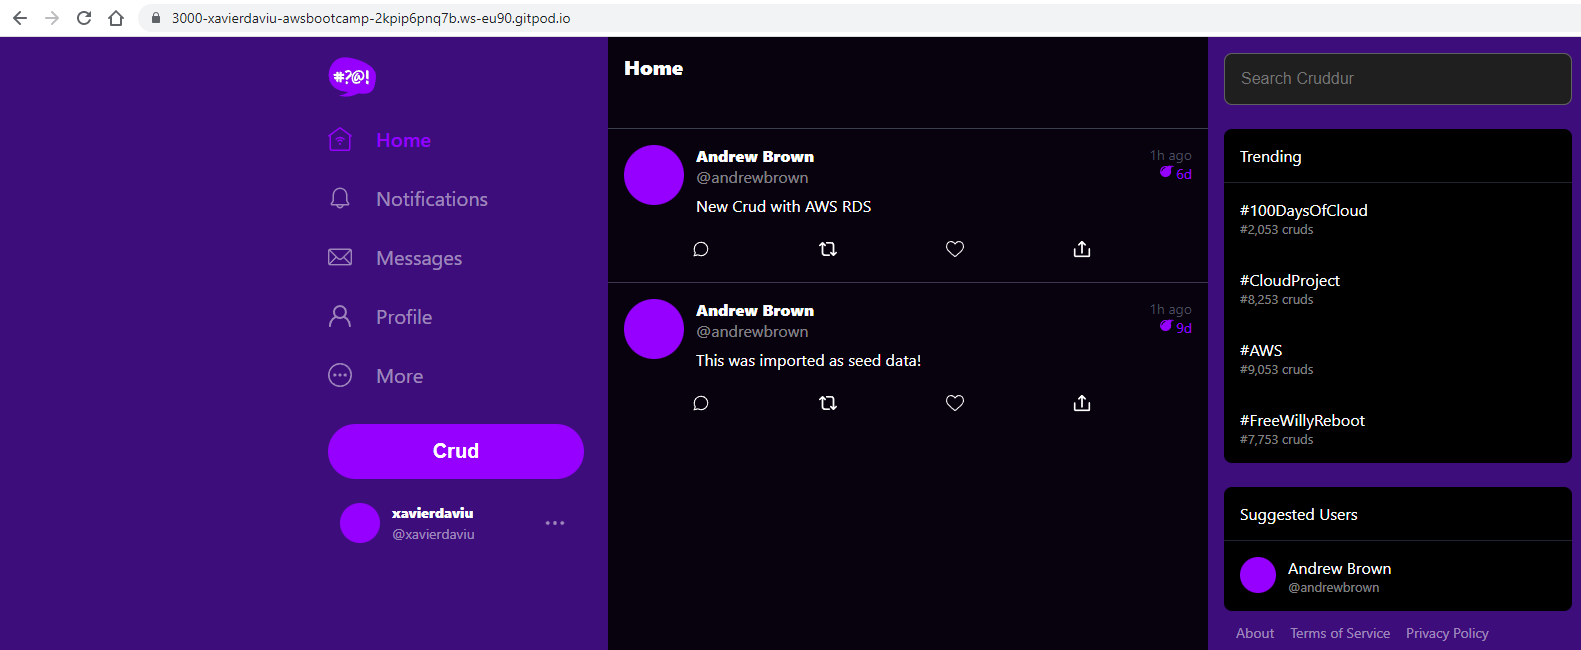 3000-xavierdaviu-awsbootcamp-2kpip6pnq7b.ws-eu90.gitpod.io
#?@!
Home
Notifications
Messages
Profile
More
Crud
xavierdaviu
@xavierdaviu
Home
Andrew Brown
1h ago
@andrewbrown
6d
New Crud with AWS RDS
Andrew Brown
1h ago
@andrewbrown
9d
This was imported as seed data!
Search Cruddur
Trending
#100DaysOfCloud
#2,053 cruds
#CloudProject
#8,253 cruds
#AWS
#9,053 cruds
#FreeWillyReboot
#7,753 cruds
Suggested Users
Andrew Brown
@andrewbrown
About Terms of Service Privacy Policy